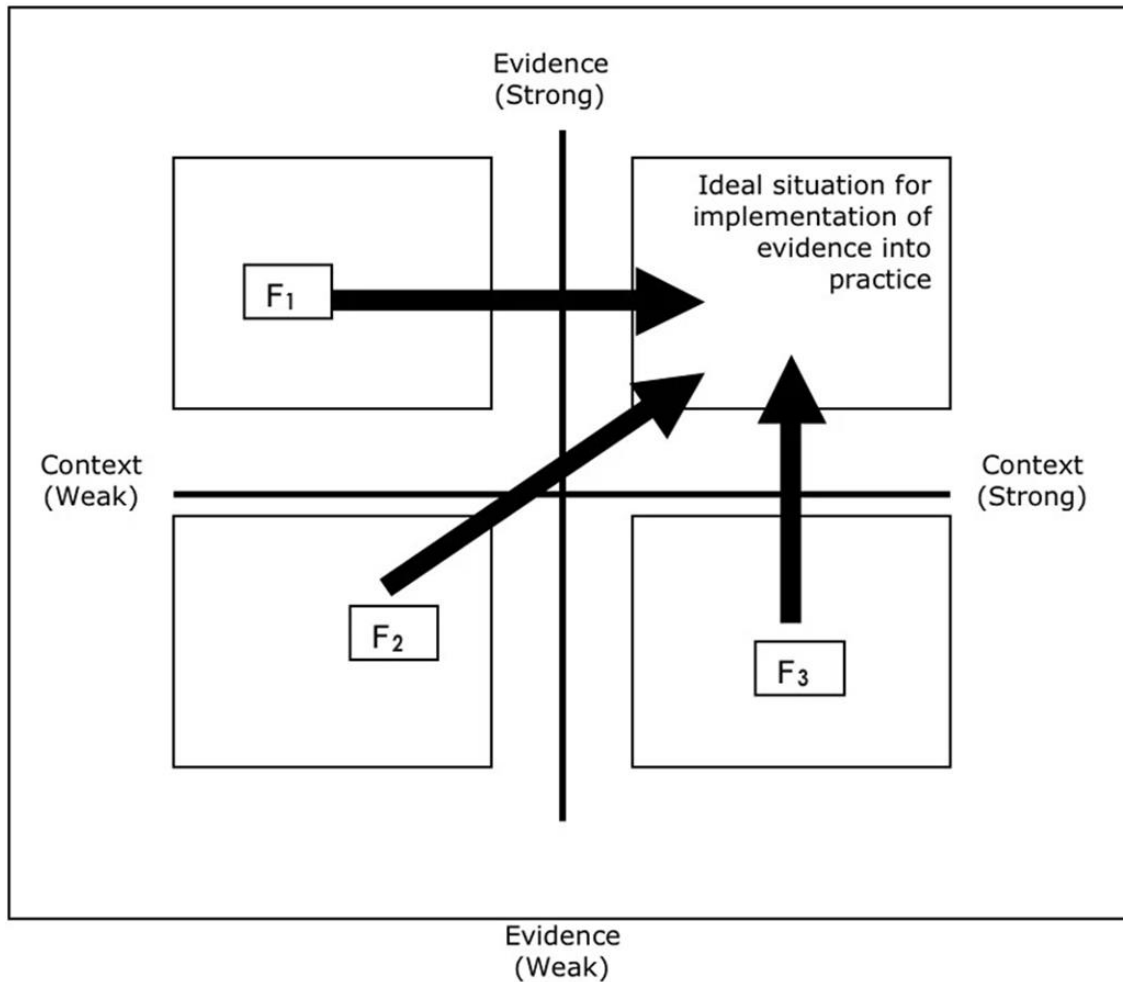 Evidence
(Strong)
Ideal situation for
implementation of
evidence into
practice
F1
Context
(Weak)
Context
(Strong)
F2
F3
Evidence
(Weak)